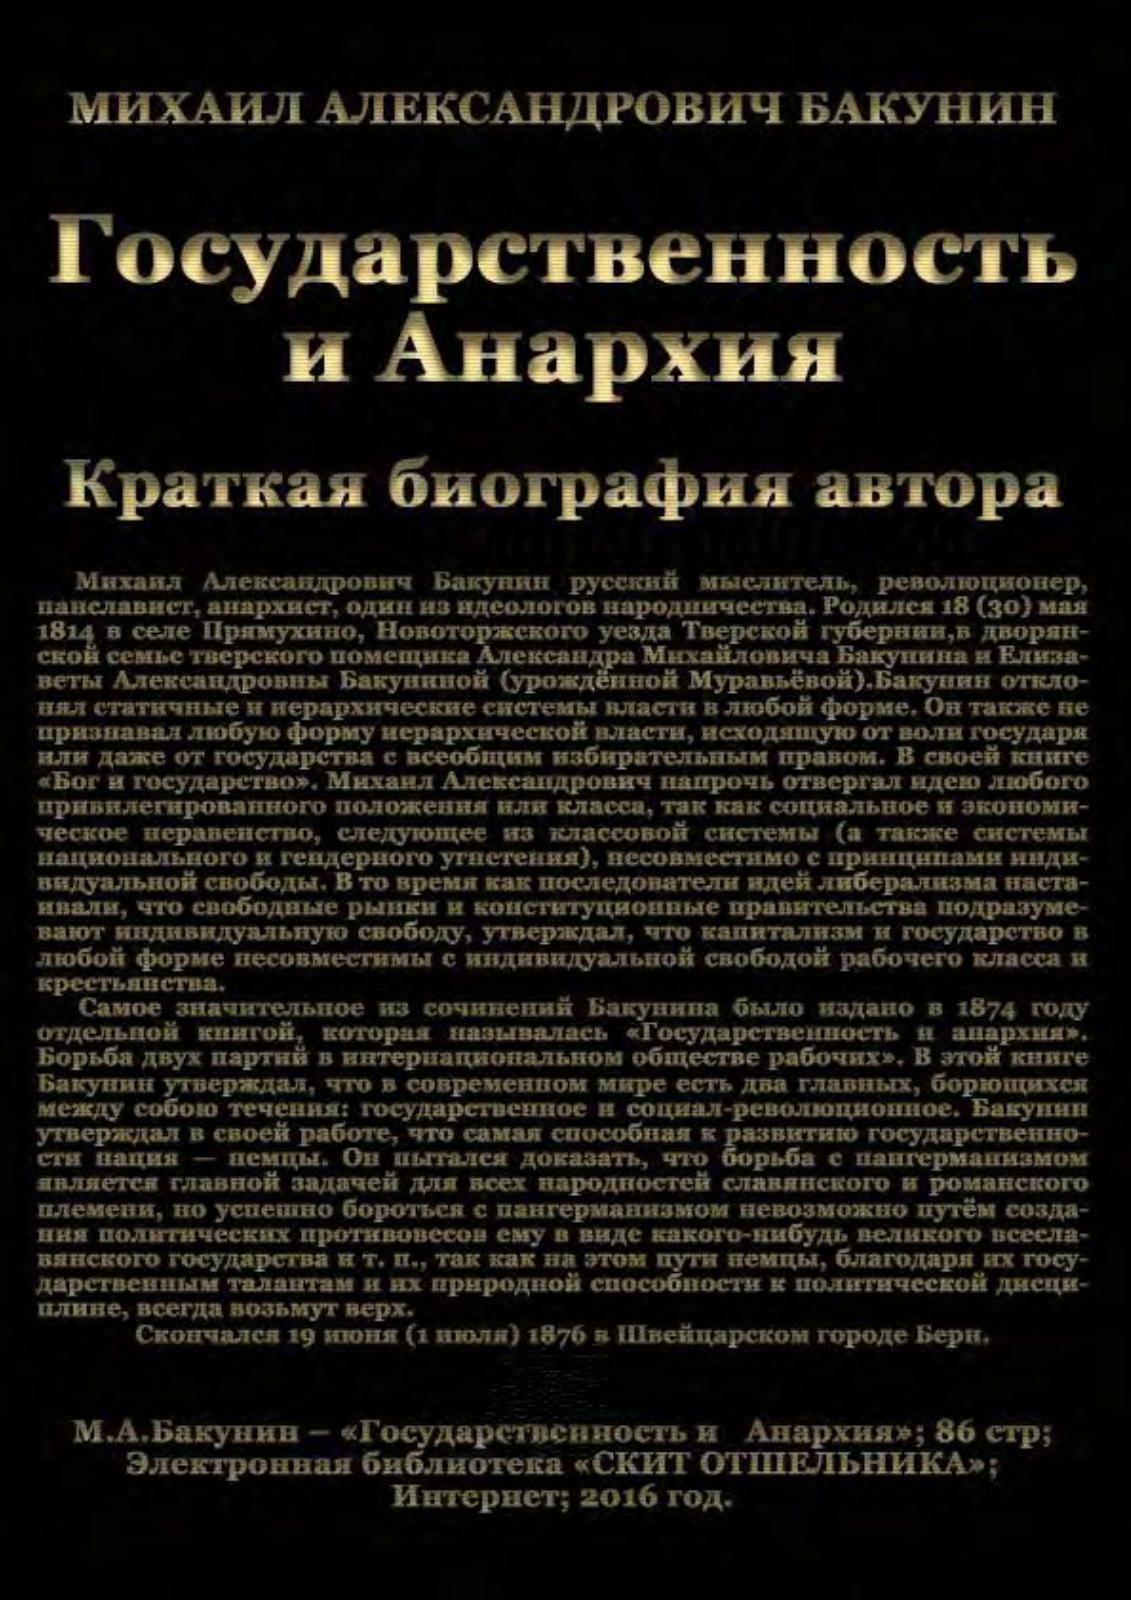 МИХАИЛ АЛЕКСАНДРОВИЧ БАКУНИН
Государственность
и Анархия
Краткая биография автора
Михаил Александрович Бакунин русский мыслитель, революционер,
панславист, анархист, один из идеологов народничества. Родился 18 (30) мая
1814 в селе Прямухино, Новоторжского уезда Тверской губернии,в дворян-
ской семье тверского помещика Александра Михайловича Бакунина и Елиза-
веты Александровны Бакуниной (урождённой Муравьёвой).Бакунин откло-
нял статичные и иерархические системы власти в любой форме. Он также не
признавал любую форму иерархической власти, исходящую от воли государя
или даже от государства с всеобщим избирательным правом. В своей книге
«Бог и государство». Михаил Александрович напрочь отвергал идею любого
привилегированного положения или класса, так как социальное и экономи-
ческое неравенство, следующее из классовой системы (а также системы
национального и гендерного угнетения), несовместимо с принципами инди-
видуальной свободы. В то время как последователи идей либерализма наста-
ивали, что свободные рынки и конституционные правительства подразуме-
вают индивидуальную свободу, утверждал, что капитализм и государство в
любой форме несовместимы с индивидуальной свободой рабочего класса и
крестьянства.
Самое значительное из сочинений Бакунина было издано в 1874 году
отдельной книгой, которая называлась «Государственность и анархия».
Борьба двух партий в интернациональном обществе рабочих». В этой книге
Бакунин утверждал, что в современном мире есть два главных, борющихся
между собою течения: государственное и социал-революционное. Бакунин
утверждал в своей работе, что самая способная к развитию государственно-
сти нация — немцы. Он пытался доказать, что борьба с пангерманизмом
является главной задачей для всех народностей славянского и романского
племени, но успешно бороться с пангерманизмом невозможно путём созда-
ния политических противовесов ему в виде какого-нибудь великого всесла-
вянского государства и т. п., так как на этом пути немцы, благодаря их госу-
дарственным талантам и их природной способности к политической дисци-
плине, всегда возьмут верх.
Скончался 19 июня (1 июля) 1876 в Швейцарском городе Берн.
М.А.Бакунин – «Государственность и Анархия»; 86 стр;
Электронная библиотека «СКИТ ОТШЕЛЬНИКА»;
Интернет; 2016 год.